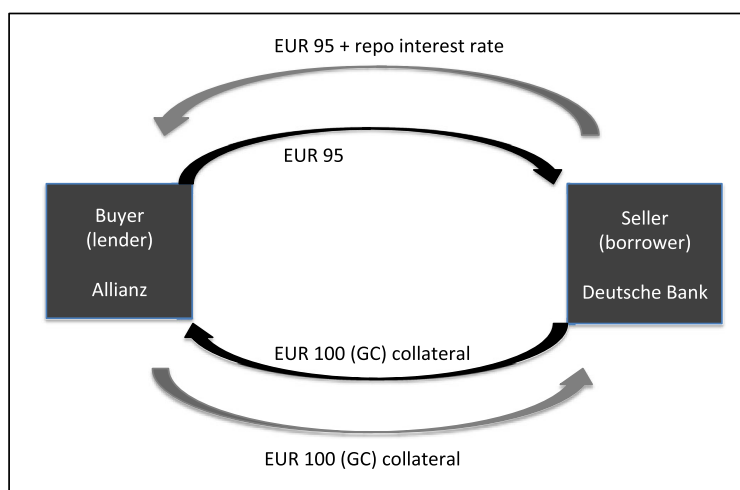 EUR 95 + repo interest rate
EUR 95
Buyer
(lender)
Allianz
Seller
(borrower)
Deutsche Bank
EUR 100 (GC) collateral
EUR 100 (GC) collateral